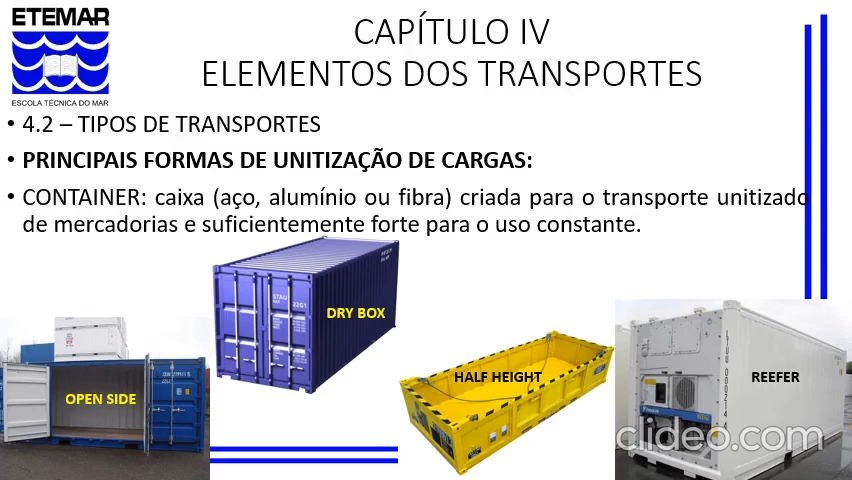 ETEMAR
ESCOLA TÉCNICA DO MAR
CAPÍTULO IV
ELEMENTOS DOS TRANSPORTES
• 4.2 – TIPOS DE TRANSPORTES
• PRINCIPAIS FORMAS DE UNITIZAÇÃO DE CARGAS:
• CONTAINER: caixa (aço, alumínio ou fibra) criada para o transporte unitizado
de mercadorias e suficientemente forte para o uso constante.
STAU
22G1
DRY BOX
OPEN SIDE
HALF HEIGHT
REEFER
clideo.com